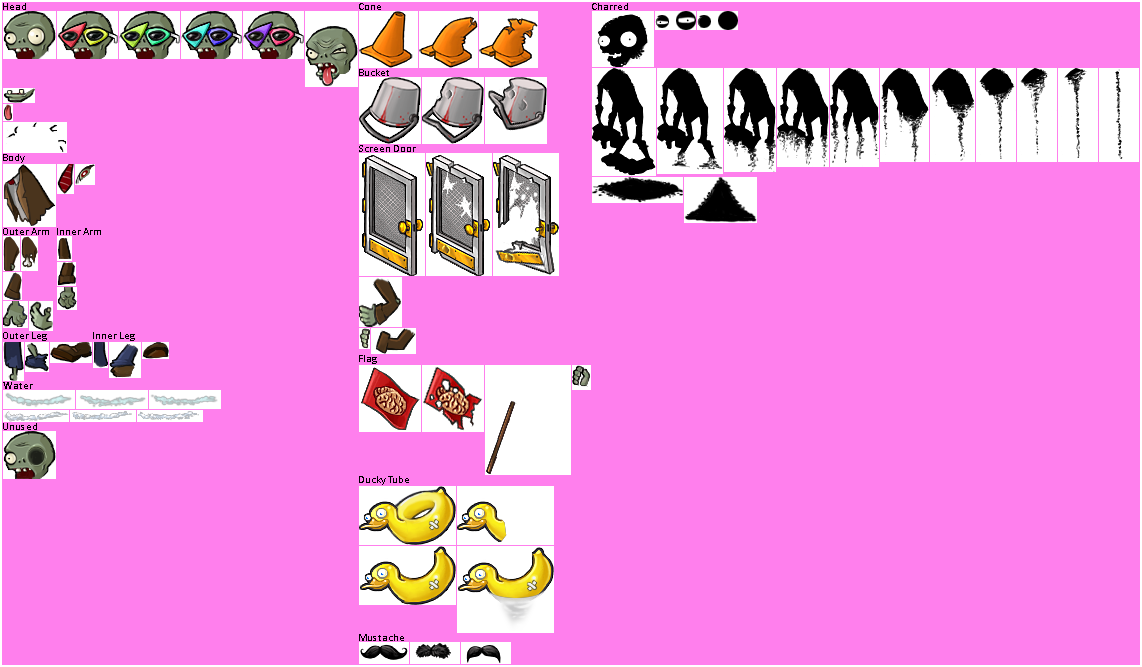 Head
Body
Outer Arm
Inner Arm
Outer Leg
Inner Leg
Water
Unused
Cone
Bucket
Screen Door
Flag
Ducky Tube
Mustache
Charred